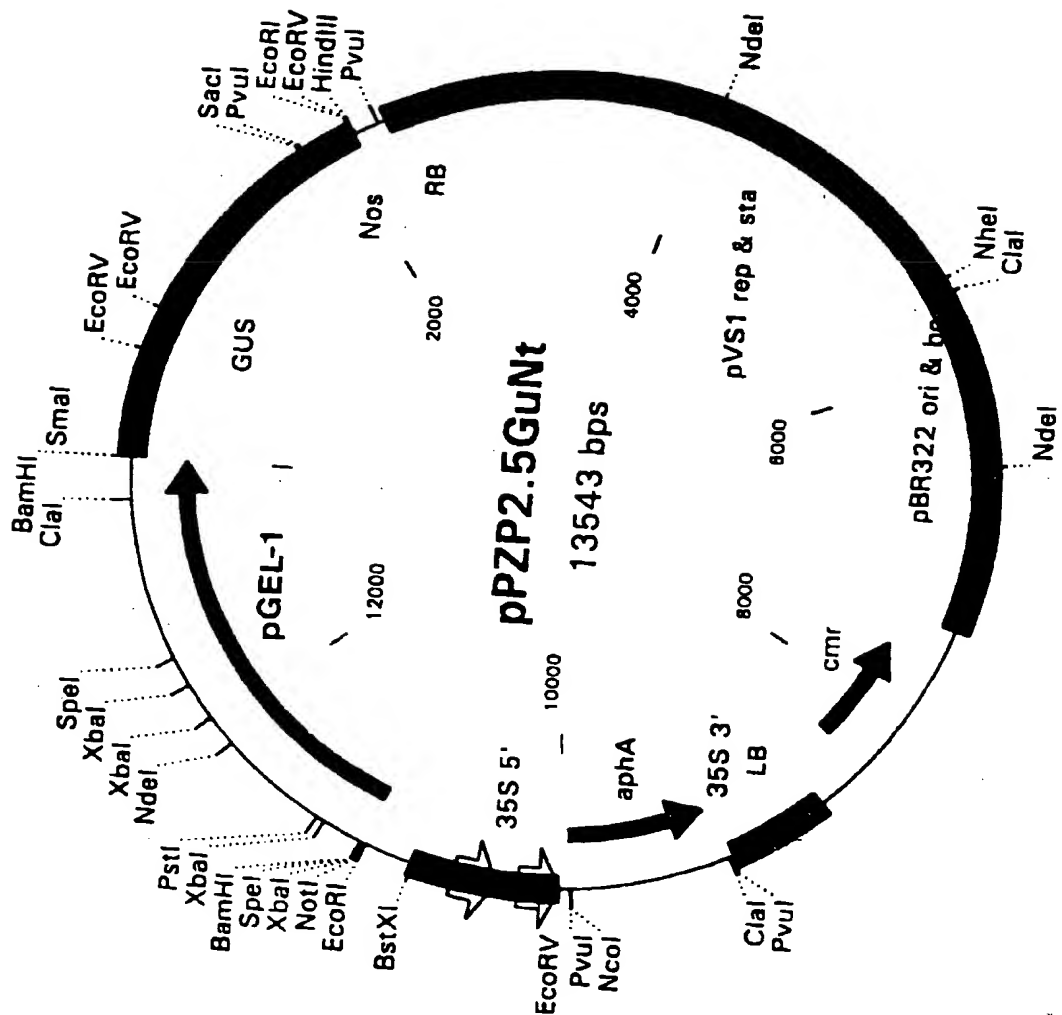 pPZP2.5GuNt
13543 bps
BamHI
ClaI
SmaI
EcoRV
EcoRV
SacI
PvuI
EcoRI
EcoRV
HindIII
PvuI
NdeI
NheI
ClaI
NdeI
ClaI
PvuI
EcoRV
PvuI
NcoI
BstXI
PstI
XbaI
BamHI
SpeI
XbaI
NotI
EcoRI
SpeI
XbaI
XbaI
NdeI
GUS
Nos
RB
pVS1 rep & sta
pBR322 ori & bo
cmr
LB
35S 3'
aphA
35S 5'
pGEL-1
2000
4000
6000
8000
10000
12000